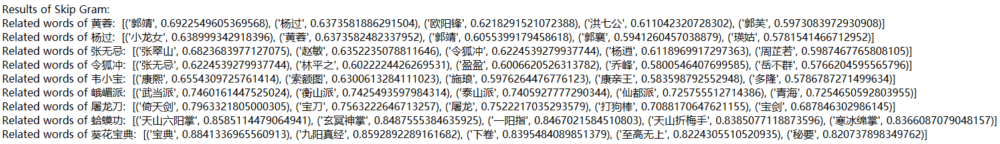 Results of Skip Gram:
Related words of 黄蓉:  [('郭靖', 0.6922549605369568), ('杨过', 0.6373581886291504), ('欧阳锋', 0.6218291521072388), ('洪七公', 0.611042320728302), ('郭芙', 0.5973083972930908)]
Related words of 杨过:  [('小龙女', 0.638999342918396), ('黄蓉', 0.6373582482337952), ('郭靖', 0.6055399179458618), ('郭襄', 0.5941260457038879), ('瑛姑', 0.5781541466712952)]
Related words of 张无忌:  [('张翠山', 0.6823683977127075), ('赵敏', 0.6352235078811646), ('令狐冲', 0.6224539279937744), ('杨逍', 0.6118969917297363), ('周芷若', 0.5987467765808105)]
Related words of 令狐冲:  [('张无忌', 0.6224539279937744), ('林平之', 0.6022224426269531), ('盈盈', 0.6006620526313782), ('乔峰', 0.5800546407699585), ('岳不群', 0.5766204595565796)]
Related words of 韦小宝:  [('康熙', 0.6554309725761414), ('索额图', 0.6300613284111023), ('施琅', 0.5976264476776123), ('康亲王', 0.583598792552948), ('多隆', 0.5786787271499634)]
Related words of 峨嵋派:  [('武当派', 0.7460161447525024), ('衡山派', 0.7425493597984314), ('泰山派', 0.7405927777290344), ('仙都派', 0.725755512714386), ('青海', 0.7254650592803955)]
Related words of 屠龙刀:  [('倚天剑', 0.7963321805000305), ('宝刀', 0.7563222646713257), ('屠龙', 0.7522217035293579), ('打狗棒', 0.7088170647621155), ('宝剑', 0.687846302986145)]
Related words of 蛤蟆功:  [('天山六阳掌', 0.8585114479064941), ('玄冥神掌', 0.8487555384635925), ('一阳指', 0.8467021584510803), ('天山折梅手', 0.8385077118873596), ('寒冰绵掌', 0.8366087079048157)]
Related words of 葵花宝典:  [('宝典', 0.8841336965560913), ('九阳真经', 0.8592892289161682), ('下卷', 0.8395484089851379), ('至高无上', 0.8224305510520935), ('秘要', 0.820737898349762)]